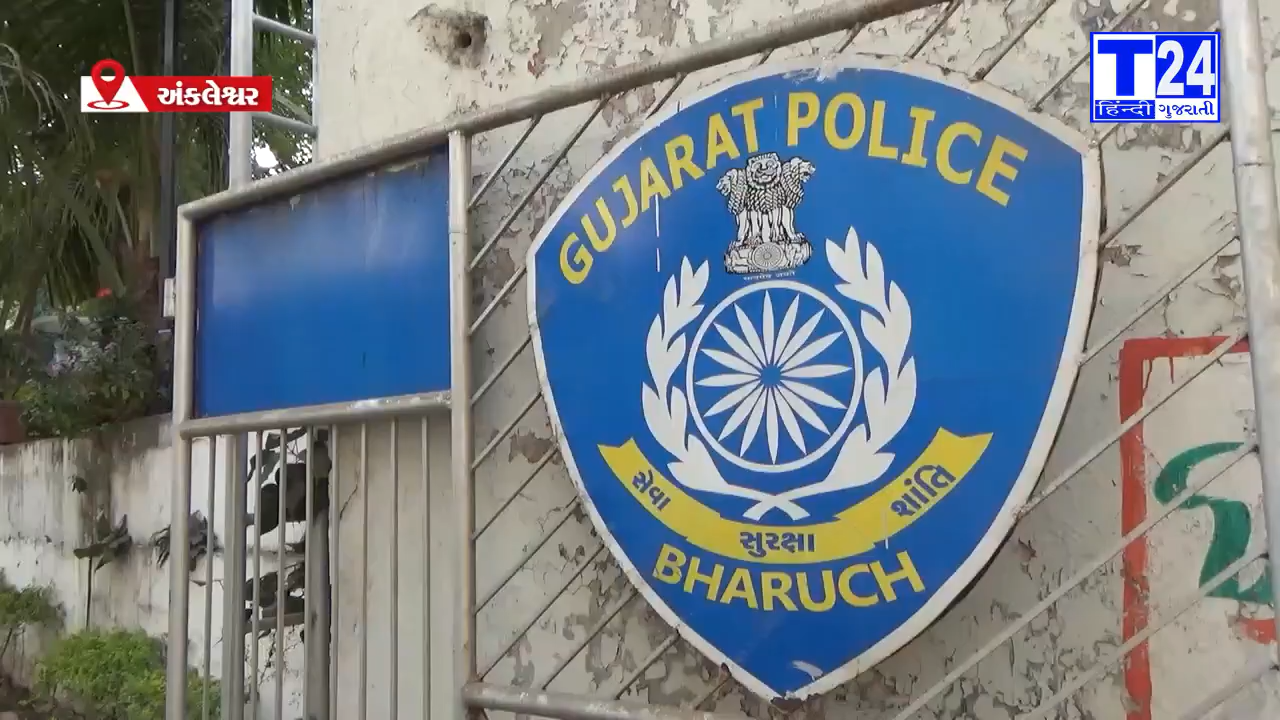 અંકલેશ્વર
T24
हिन्दी ગુજરાતી
GUJARAT POLICE
સેવા
સુરક્ષા
શાંતિ
BHARUCH